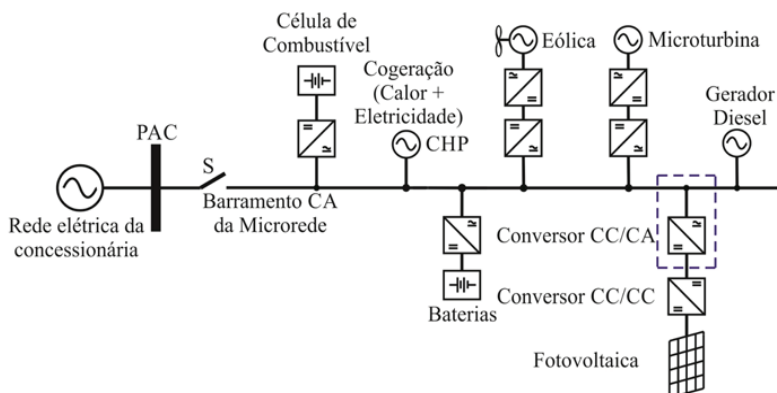 Célula de
Combustível
Cogeração
(Calor +
Eletricidade)
CHP
Eólica
Microturbina
Gerador
Diesel
PAC
S
Rede elétrica da
concessionária
Barramento CA
da Microrede
Conversor CC/CA
Conversor CC/CC
Baterias
Fotovoltaica